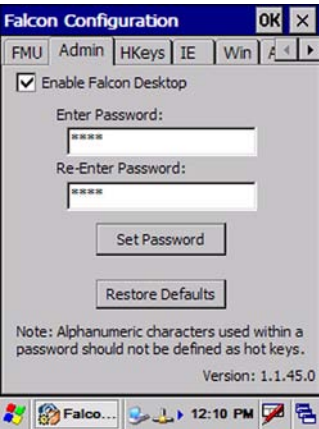 Falcon Configuration OK ×
FMU Admin HKeys IE Win
Enable Falcon Desktop
Enter Password:
****
Re-Enter Password:
****
Set Password
Restore Defaults
Note: Alphanumeric characters used within a
password should not be defined as hot keys.
Version: 1.1.45.0
Falco... 12:10 PM